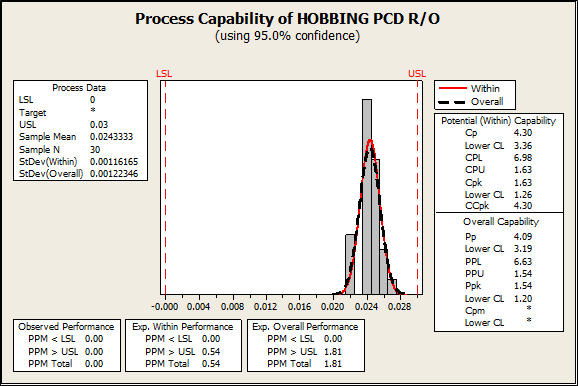 Process Capability of HOBBING PCD R/O
(using 95.0% confidence)
LSL
USL
Process Data
LSL 0
Target *
USL 0.03
Sample Mean 0.0243333
Sample N 30
StDev(Within) 0.00116165
StDev(Overall) 0.00122346
Within
Overall
Potential (Within) Capability
Cp 4.30
Lower CL 3.36
CPL 6.98
CPU 1.63
Cpk 1.63
Lower CL 1.26
CCpk 4.30
Overall Capability
Pp 4.09
Lower CL 3.19
PPL 6.63
PPU 1.54
Ppk 1.54
Lower CL 1.20
Cpm *
Lower CL *
-0.000 0.004 0.008 0.012 0.016 0.020 0.024 0.028
Observed Performance
PPM < LSL 0.00
PPM > USL 0.00
PPM Total 0.00
Exp. Within Performance
PPM < LSL 0.00
PPM > USL 0.54
PPM Total 0.54
Exp. Overall Performance
PPM < LSL 0.00
PPM > USL 1.81
PPM Total 1.81